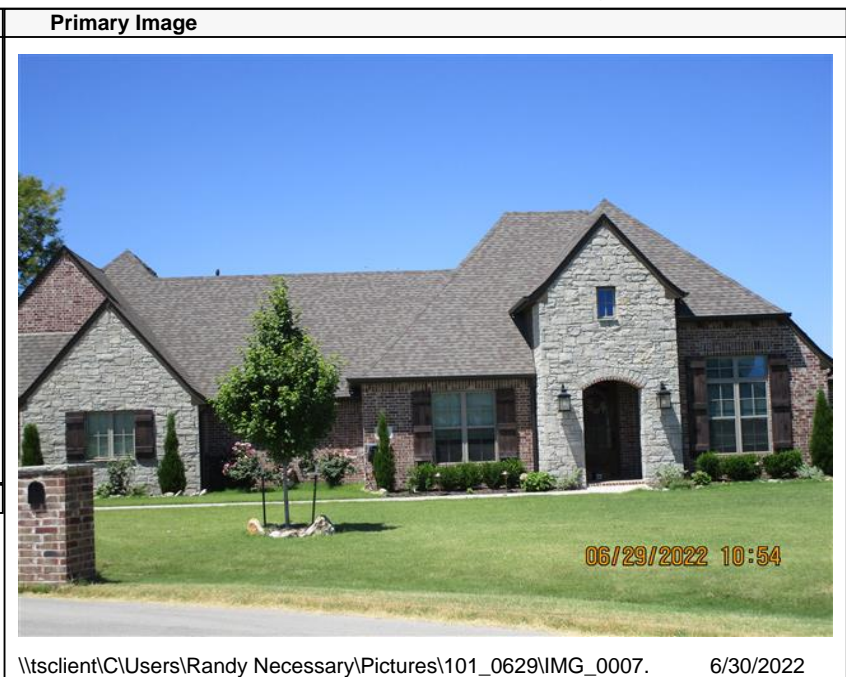 Primary Image
06/29/2022 10:54
\\tsclient\C\Users\Randy Necessary\Pictures\101_0629\IMG_0007.	6/30/2022